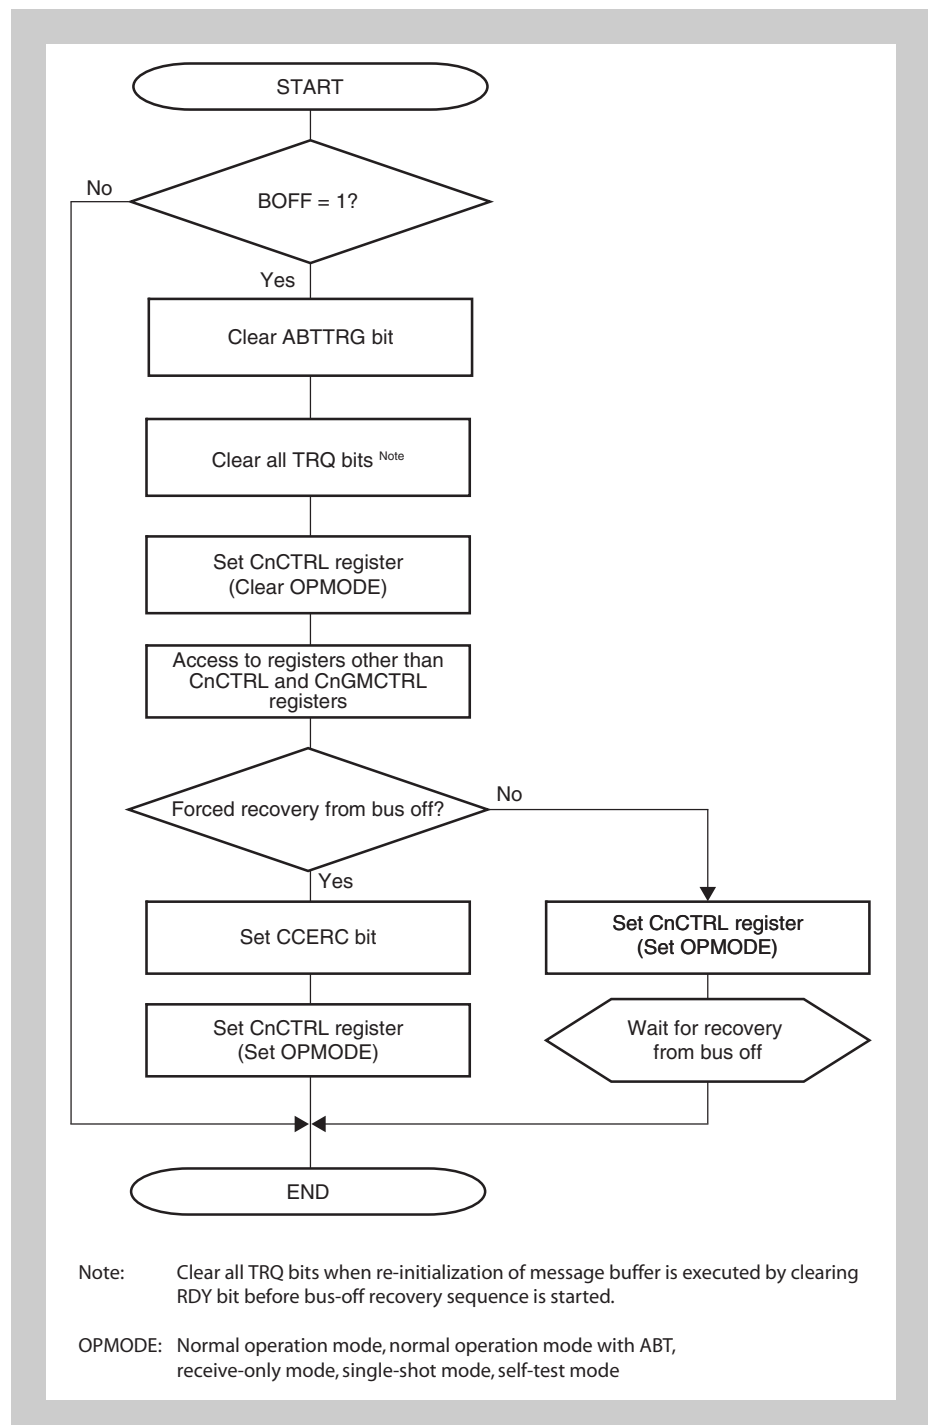 START
BOFF = 1?
No
Yes
Clear ABTTRG bit
Clear all TRQ bits Note
Set CnCTRL register
(Clear OPMODE)
Access to registers other than
CnCTRL and CnGMCTRL
registers
Forced recovery from bus off?
No
Yes
Set CCERC bit
Set CnCTRL register
(Set OPMODE)
Set CnCTRL register
(Set OPMODE)
Wait for recovery
from bus off
END
Note: Clear all TRQ bits when re-initialization of message buffer is executed by clearing
RDY bit before bus-off recovery sequence is started.
OPMODE: Normal operation mode, normal operation mode with ABT,
receive-only mode, single-shot mode, self-test mode